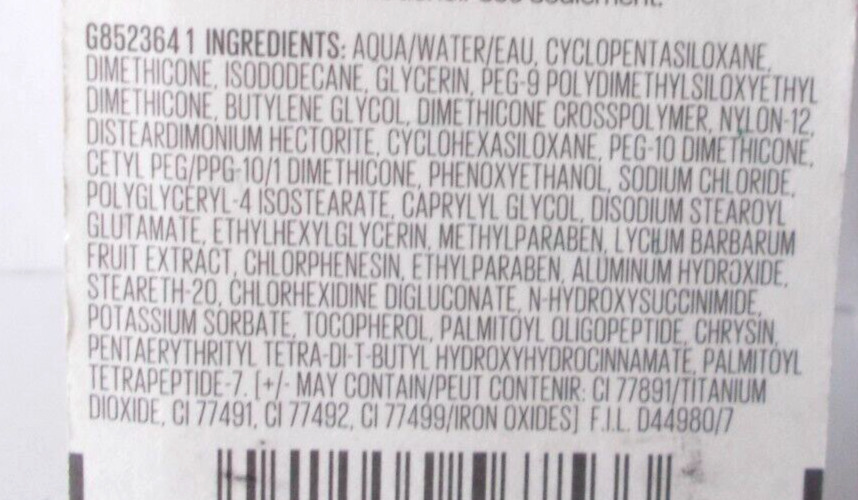 G852364 1 INGREDIENTS: AQUA/WATER/EAU, CYCLOPENTASILOXANE,
DIMETHICONE, ISODODECANE, GLYCERIN, PEG-9 POLYDIMETHYLSILOXYETHYL
DIMETHICONE, BUTYLENE GLYCOL, DIMETHICONE CROSSPOLYMER, NYLON-12,
DISTEARDIMONIUM HECTORITE, CYCLOHEXASILOXANE, PEG-10 DIMETHICONE,
CETYL PEG/PPG-10/1 DIMETHICONE, PHENOXYETHANOL, SODIUM CHLORIDE,
POLYGLYCERYL-4 ISOSTEARATE, CAPRYLYL GLYCOL, DISODIUM STEAROYL
GLUTAMATE, ETHYLHEXYLGLYCERIN, METHYLPARABEN, LYCIUM BARBARUM
FRUIT EXTRACT, CHLORPHENESIN, ETHYLPARABEN, ALUMINUM HYDROXIDE,
STEARETH-20, CHLORHEXIDINE DIGLUCONATE, N-HYDROXYSUCCINIMIDE,
POTASSIUM SORBATE, TOCOPHEROL, PALMITOYL OLIGOPEPTIDE, CHRYSIN,
PENTAERYTHRITYL TETRA-DI-T-BUTYL HYDROXYHYDROCINNAMATE, PALMITOYL
TETRAPEPTIDE-7. [+/- MAY CONTAIN/PEUT CONTENIR: CI 77891/TITANIUM
DIOXIDE, CI 77491, CI 77492, CI 77499/IRON OXIDES] F.I.L. D44980/7